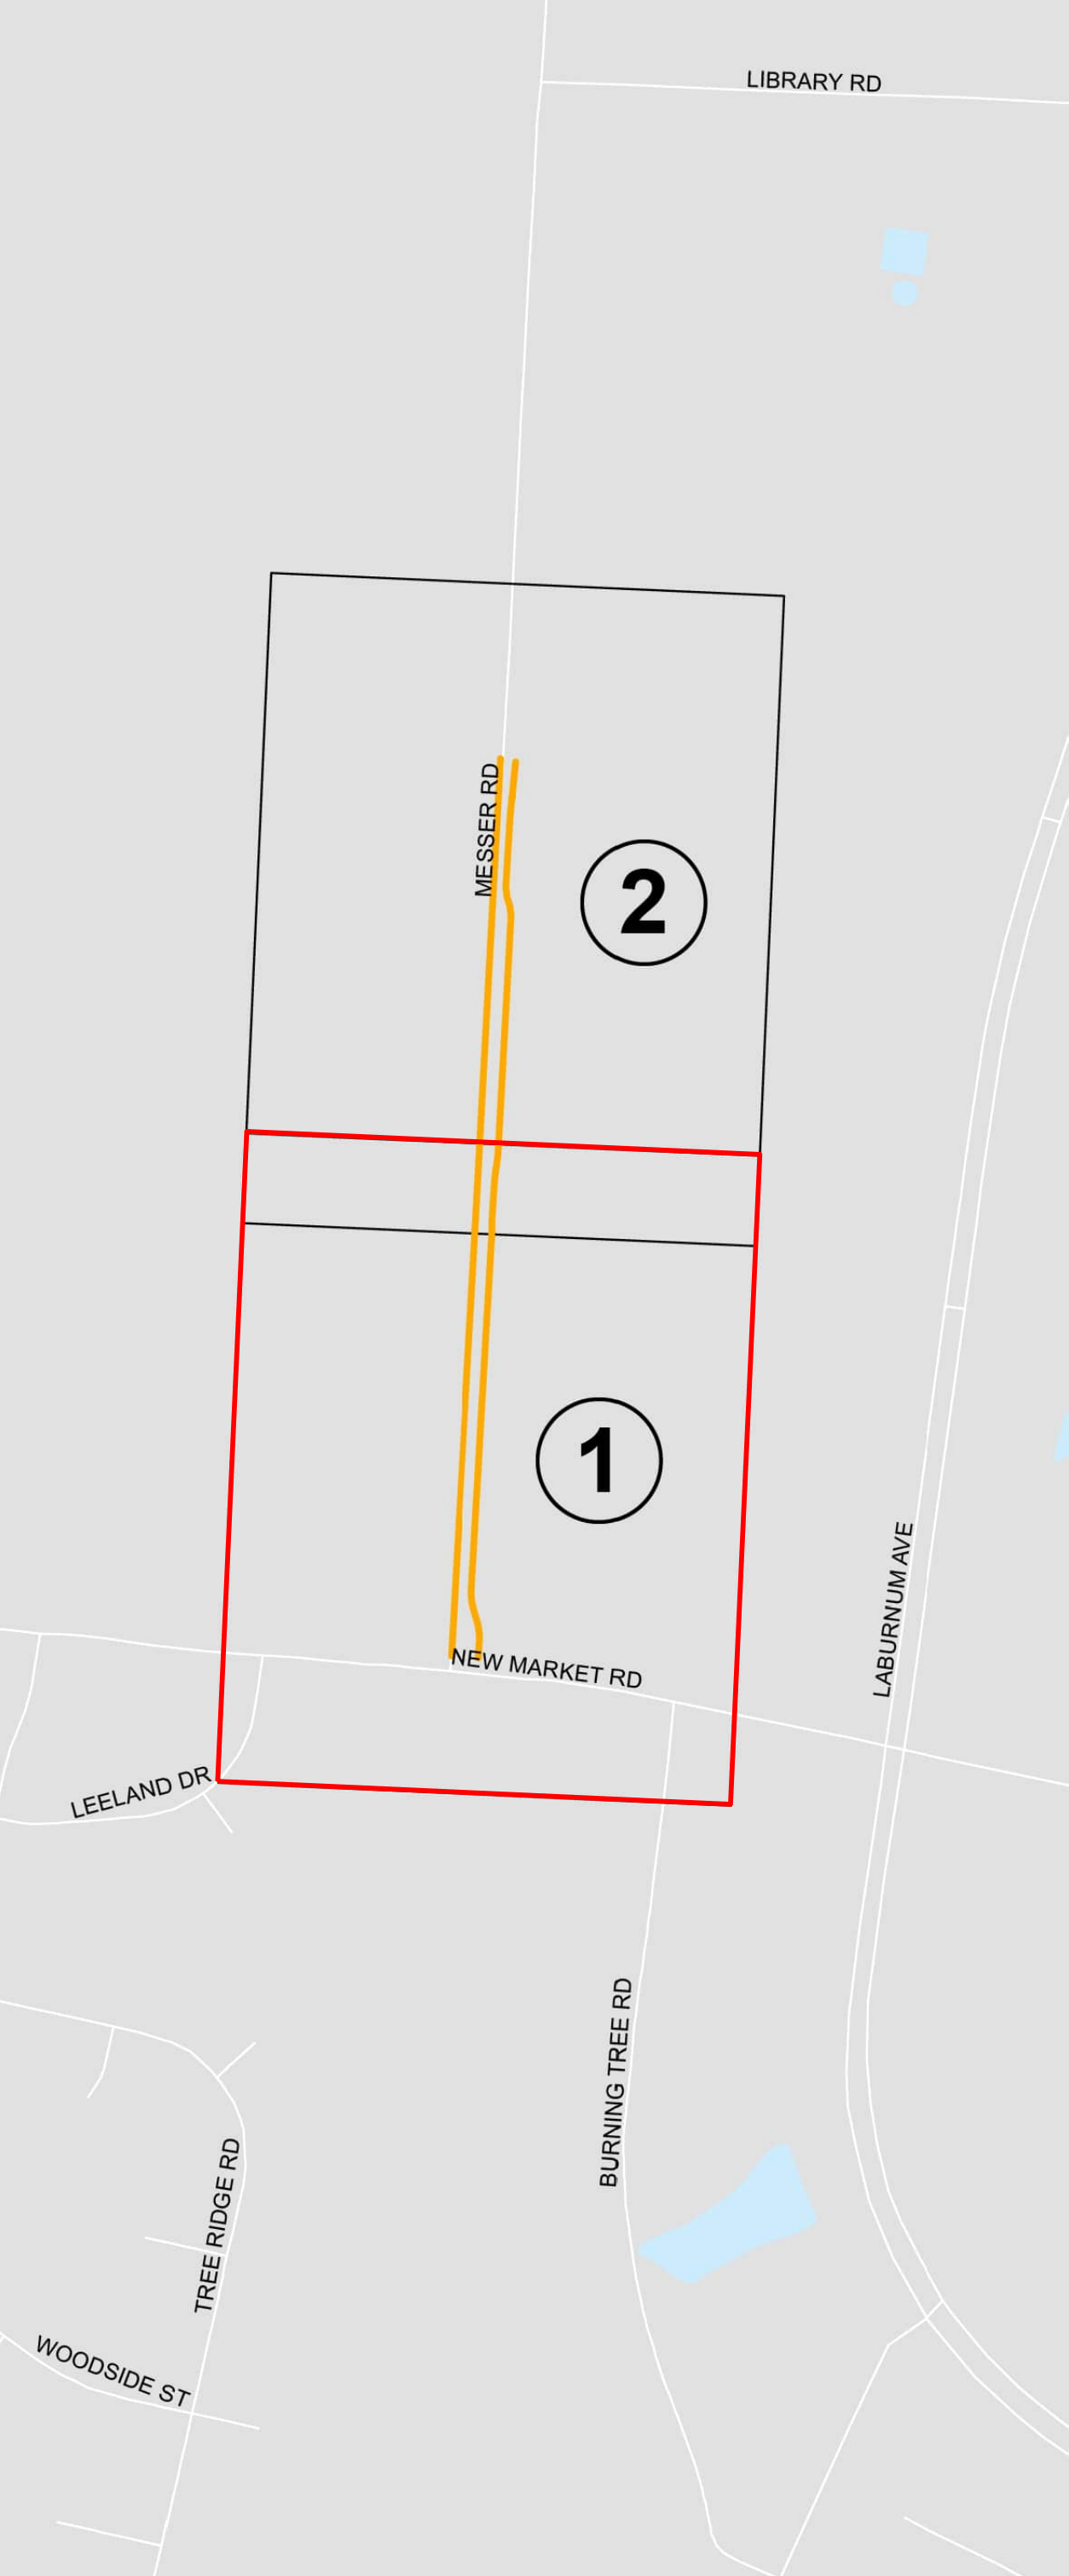 LIBRARY RD
MESSER RD
2
1
LABURNUM AVE
NEW MARKET RD
LEELAND DR
BURNING TREE RD
TREE RIDGE RD
WOODSIDE ST